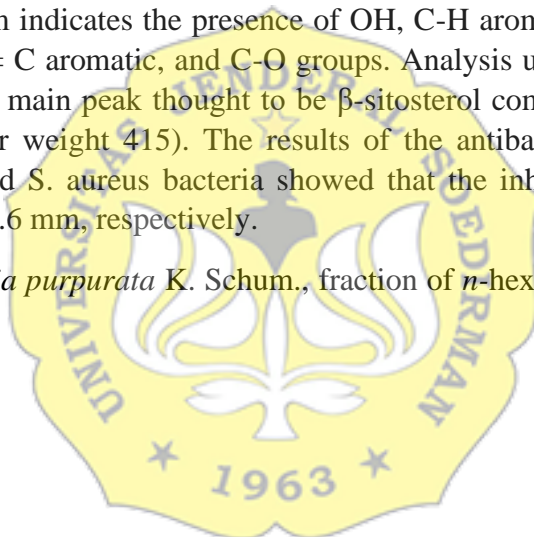 n indicates the presence of OH, C-H arom
= C aromatic, and C-O groups. Analysis u
main peak thought to be β-sitosterol com
r weight 415). The results of the antiba
d S. aureus bacteria showed that the inh
.6 mm, respectively.
a purpurata K. Schum., fraction of n-hex
UNIVERSITAS JENDERAL SOEDIRMAN
1963